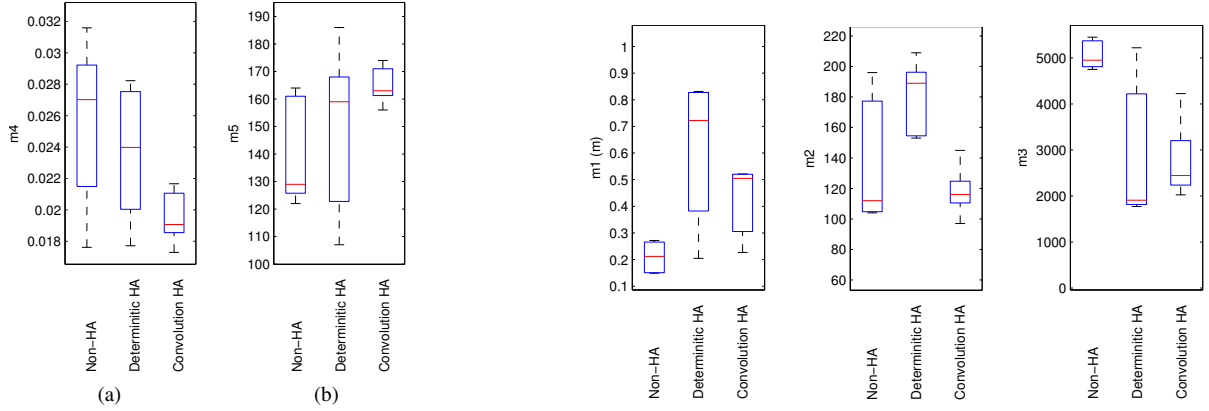 0.032
0.03
0.028
0.026
0.024
0.022
0.02
0.018
m4
Non−HA
Determinitic HA
Convolution HA
(a)
190
180
170
160
150
140
130
120
110
100
m5
Non−HA
Determinitic HA
Convolution HA
(b)
1
0.9
0.8
0.7
0.6
0.5
0.4
0.3
0.2
0.1
m1 (m)
Non−HA
Determinitic HA
Convolution HA
220
200
180
160
140
120
100
80
60
m2
Non−HA
Determinitic HA
Convolution HA
5000
4000
3000
2000
1000
0
m3
Non−HA
Determinitic HA
Convolution HA